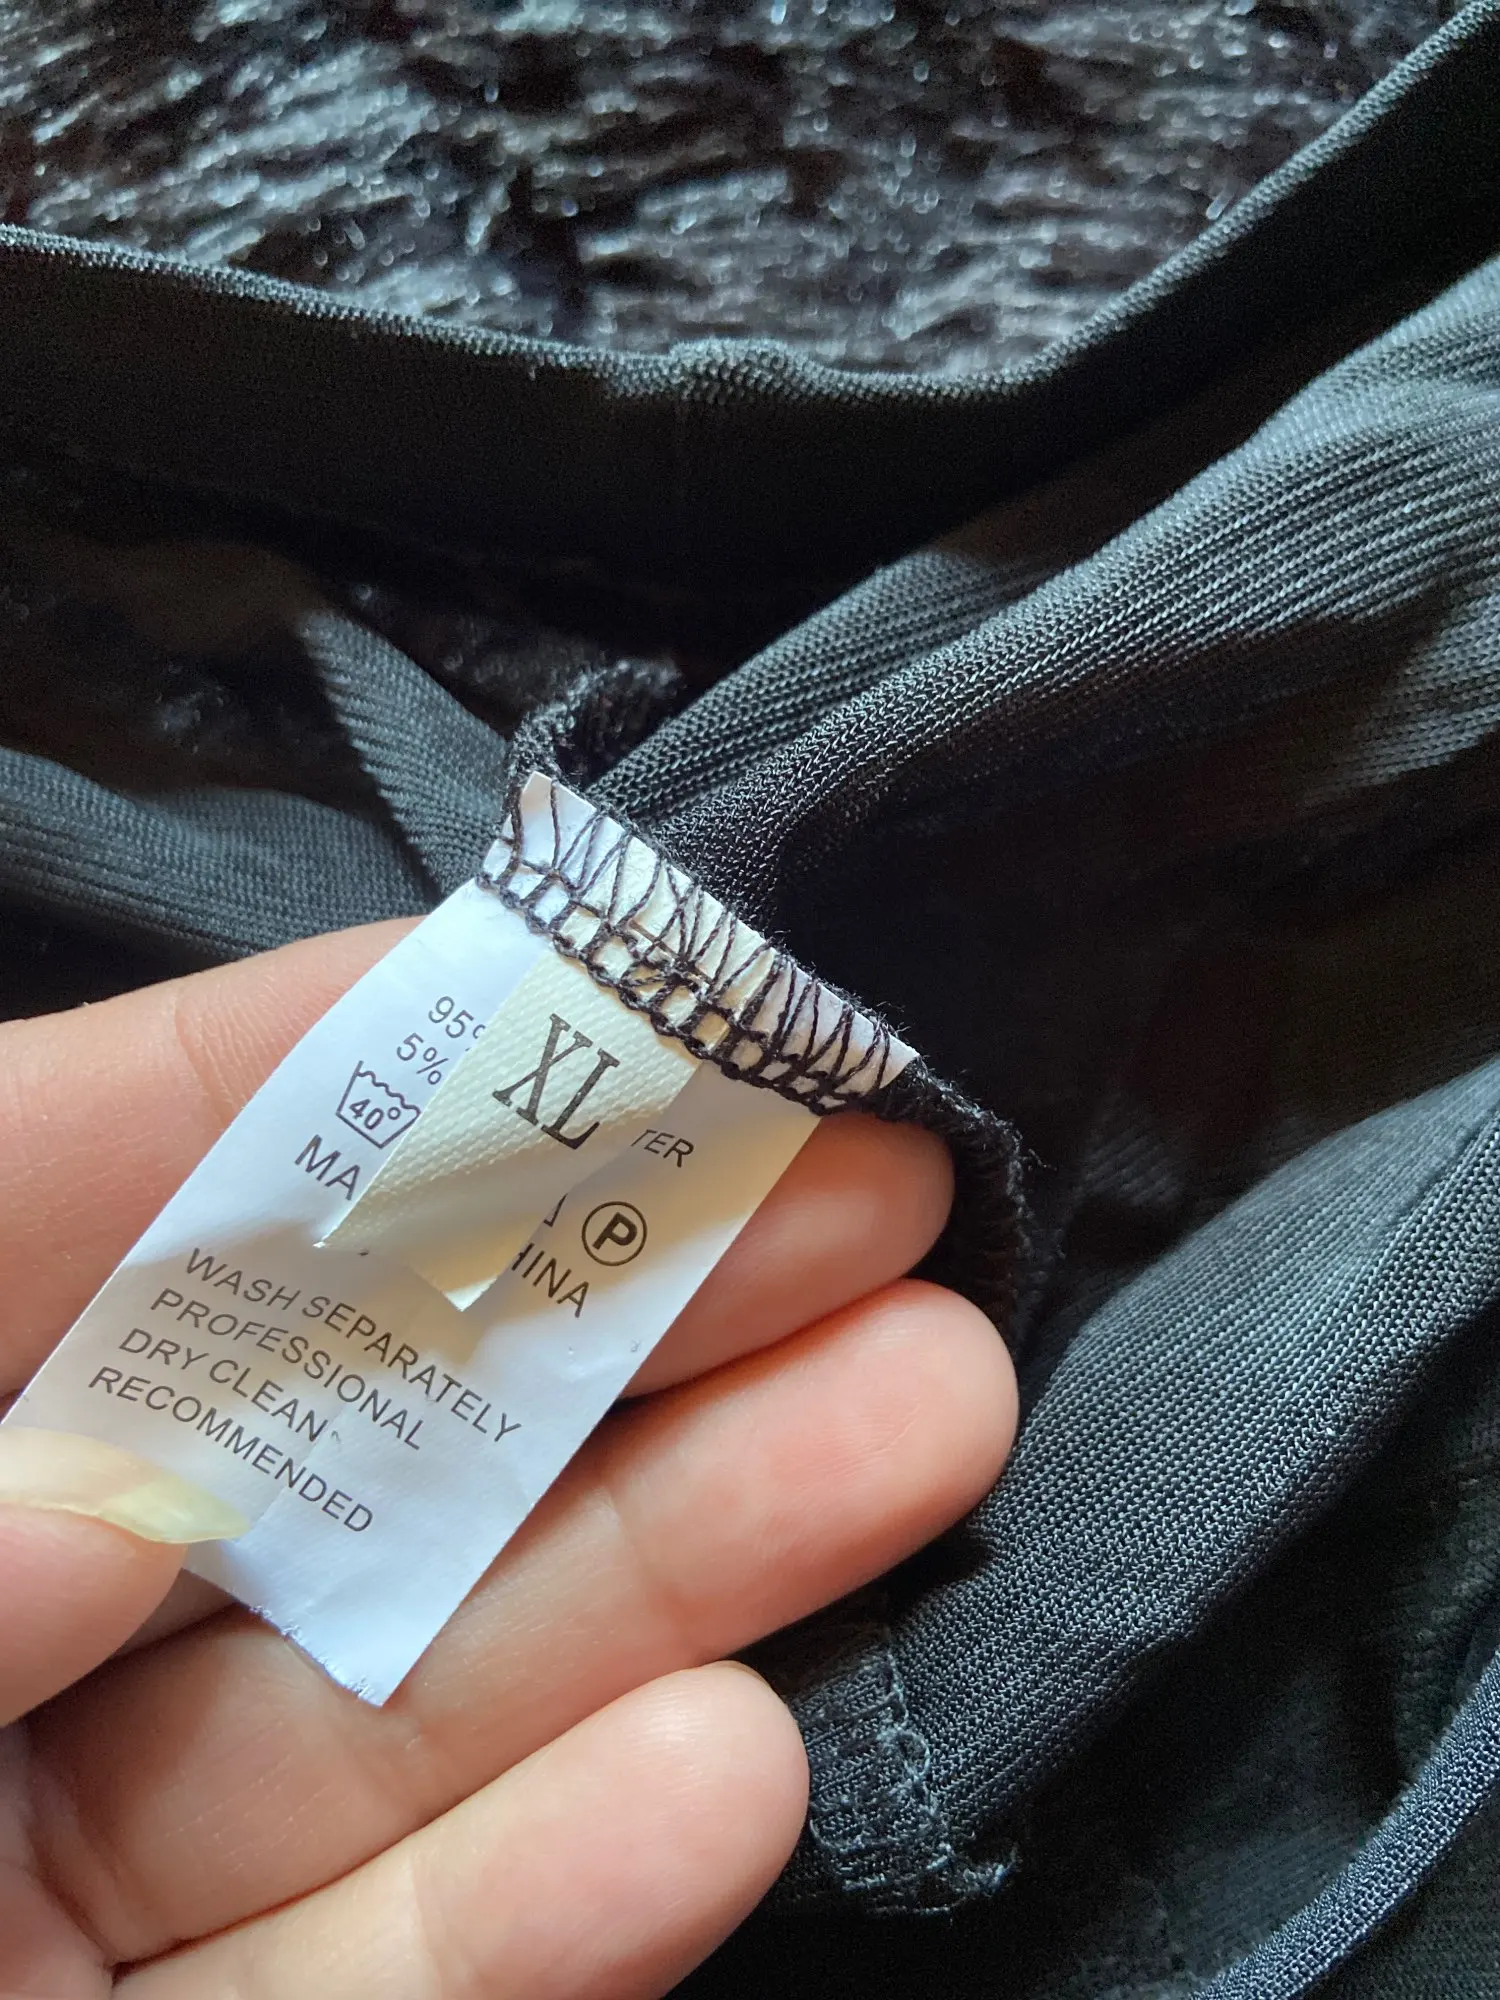 XL
95%
5%
TER
40°
P
MA
HINA
WASH SEPARATELY
PROFESSIONAL
DRY CLEAN
RECOMMENDED